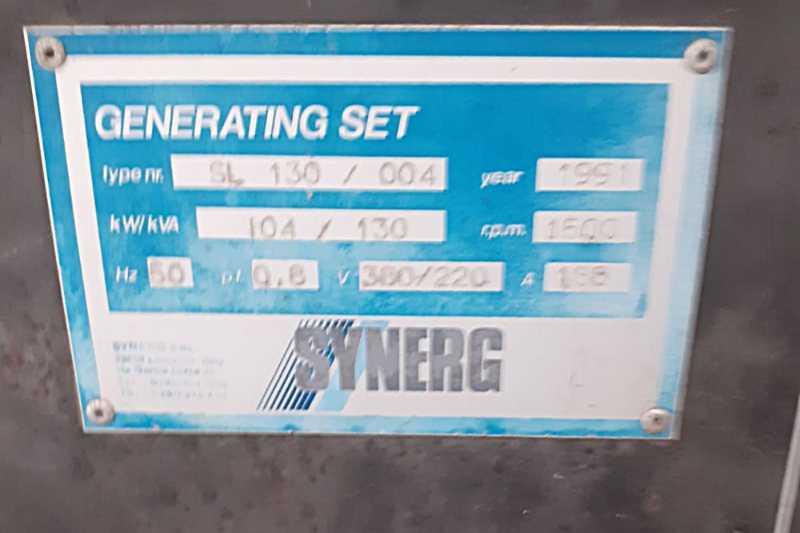 GENERATING SET
type nr. SL 130 / 004 year 1991
kW/kVA 104 / 130 r.p.m. 1500
Hz 50 p.f. 0,8 V 380/220 A 198
SYNERG